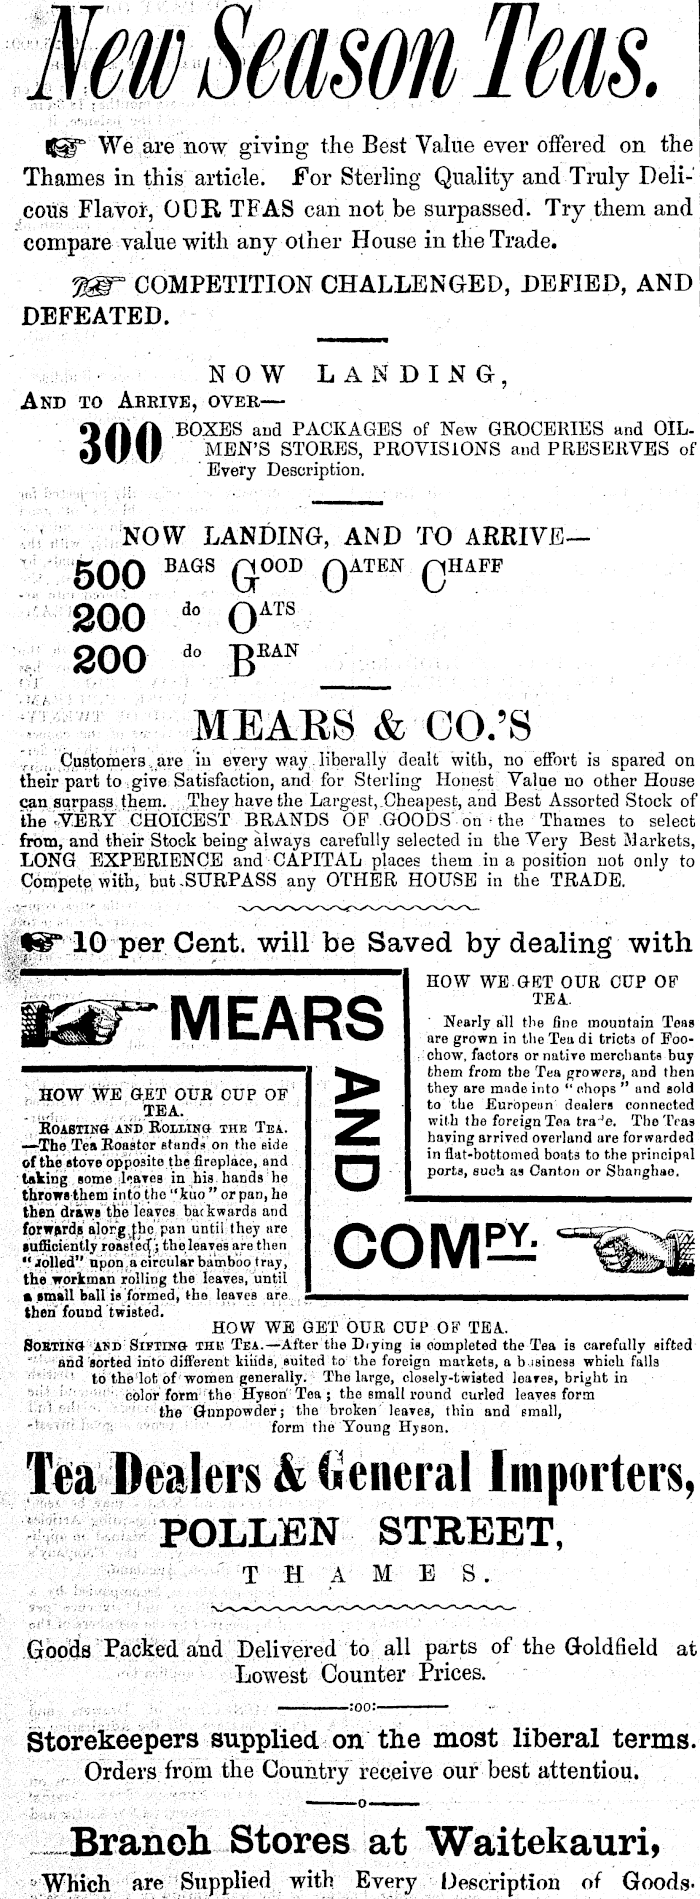 New Season Teas.
We are now giving the Best Value ever offered on the
Thames in this article. For Sterling Quality and Truly Deli-
cous Flavor, OUR TEAS can not be surpassed. Try them and
compare value with any other House in the Trade.
COMPETITION CHALLENGED, DEFIED, AND
DEFEATED.
NOW LANDING,
AND TO ARRIVE, OVER—
300 BOXES and PACKAGES of New GROCERIES and OIL-
MEN'S STORES, PROVISIONS and PRESERVES of
Every Description.
NOW LANDING, AND TO ARRIVE—
500 BAGS GOOD OATEN CHAFF
200 do OATS
200 do BRAN
MEARS & CO.'S
Customers are in every way liberally dealt with, no effort is spared on
their part to give Satisfaction, and for Sterling Honest Value no other House
can surpass them. They have the Largest, Cheapest, and Best Assorted Stock of
the VERY CHOICEST BRANDS OF GOODS on the Thames to select
from, and their Stock being always carefully selected in the Very Best Markets,
LONG EXPERIENCE and CAPITAL places them in a position not only to
Compete with, but SURPASS any OTHER HOUSE in the TRADE.
10 per Cent. will be Saved by dealing with
MEARS
AND
COMPY.
HOW WE GET OUR CUP OF
TEA.
Nearly all the fine mountain Teas
are grown in the Tea di tricts of Foo-
chow, factors or native merchants buy
them from the Tea growers, and then
they are made into "chops" and sold
to the European dealers connected
with the foreign Tea tra'e. The Teas
having arrived overland are forwarded
in flat-bottomed boats to the principal
ports, such as Canton or Shanghae.
HOW WE GET OUR CUP OF
TEA.
ROASTING AND ROLLING THE TEA.
—The Tea Roaster stands on the side
of the stove opposite the fireplace, and
taking some leaves in his hands he
throws them into the "kuo" or pan, he
then draws the leaves backwards and
forwards along the pan until they are
sufficiently roasted; the leaves are then
"rolled" upon a circular bamboo tray,
the workman rolling the leaves, until
a small ball is formed, the leaves are
then found twisted.
HOW WE GET OUR CUP OF TEA.
SORTING AND SIFTING THE TEA.—After the Drying is completed the Tea is carefully sifted
and sorted into different kinds, suited to the foreign markets, a business which falls
to the lot of women generally. The large, closely-twisted leaves, bright in
color form the Hyson Tea; the small round curled leaves form
the Gunpowder; the broken leaves, thin and small,
form the Young Hyson.
Tea Dealers & General Importers,
POLLEN STREET,
THAMES.
Goods Packed and Delivered to all parts of the Goldfield at
Lowest Counter Prices.
:oo:
Storekeepers supplied on the most liberal terms.
Orders from the Country receive our best attention.
o
Branch Stores at Waitekauri,
Which are Supplied with Every Description of Goods.